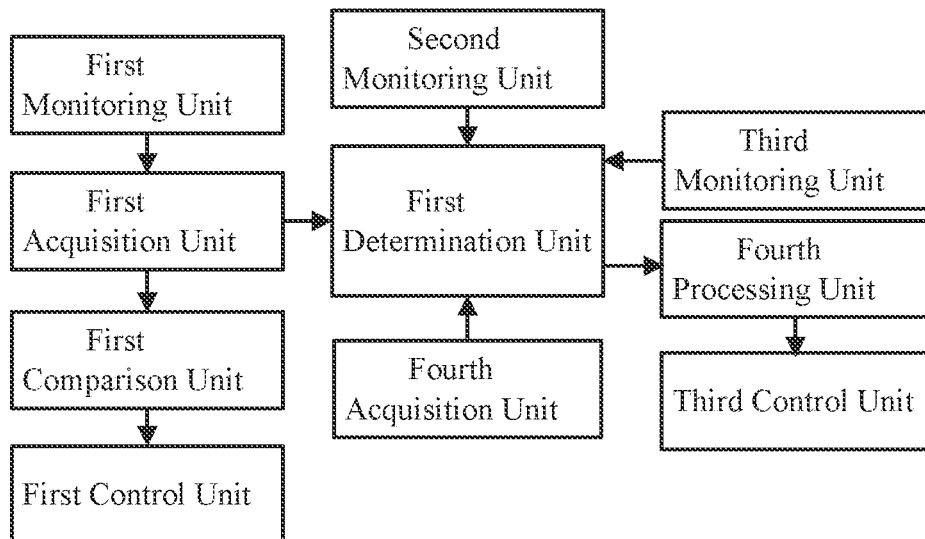 First
Monitoring Unit
First
Acquisition Unit
First
Comparison Unit
First Control Unit
Second
Monitoring Unit
First
Determination Unit
Fourth
Acquisition Unit
Third
Monitoring Unit
Fourth
Processing Unit
Third Control Unit